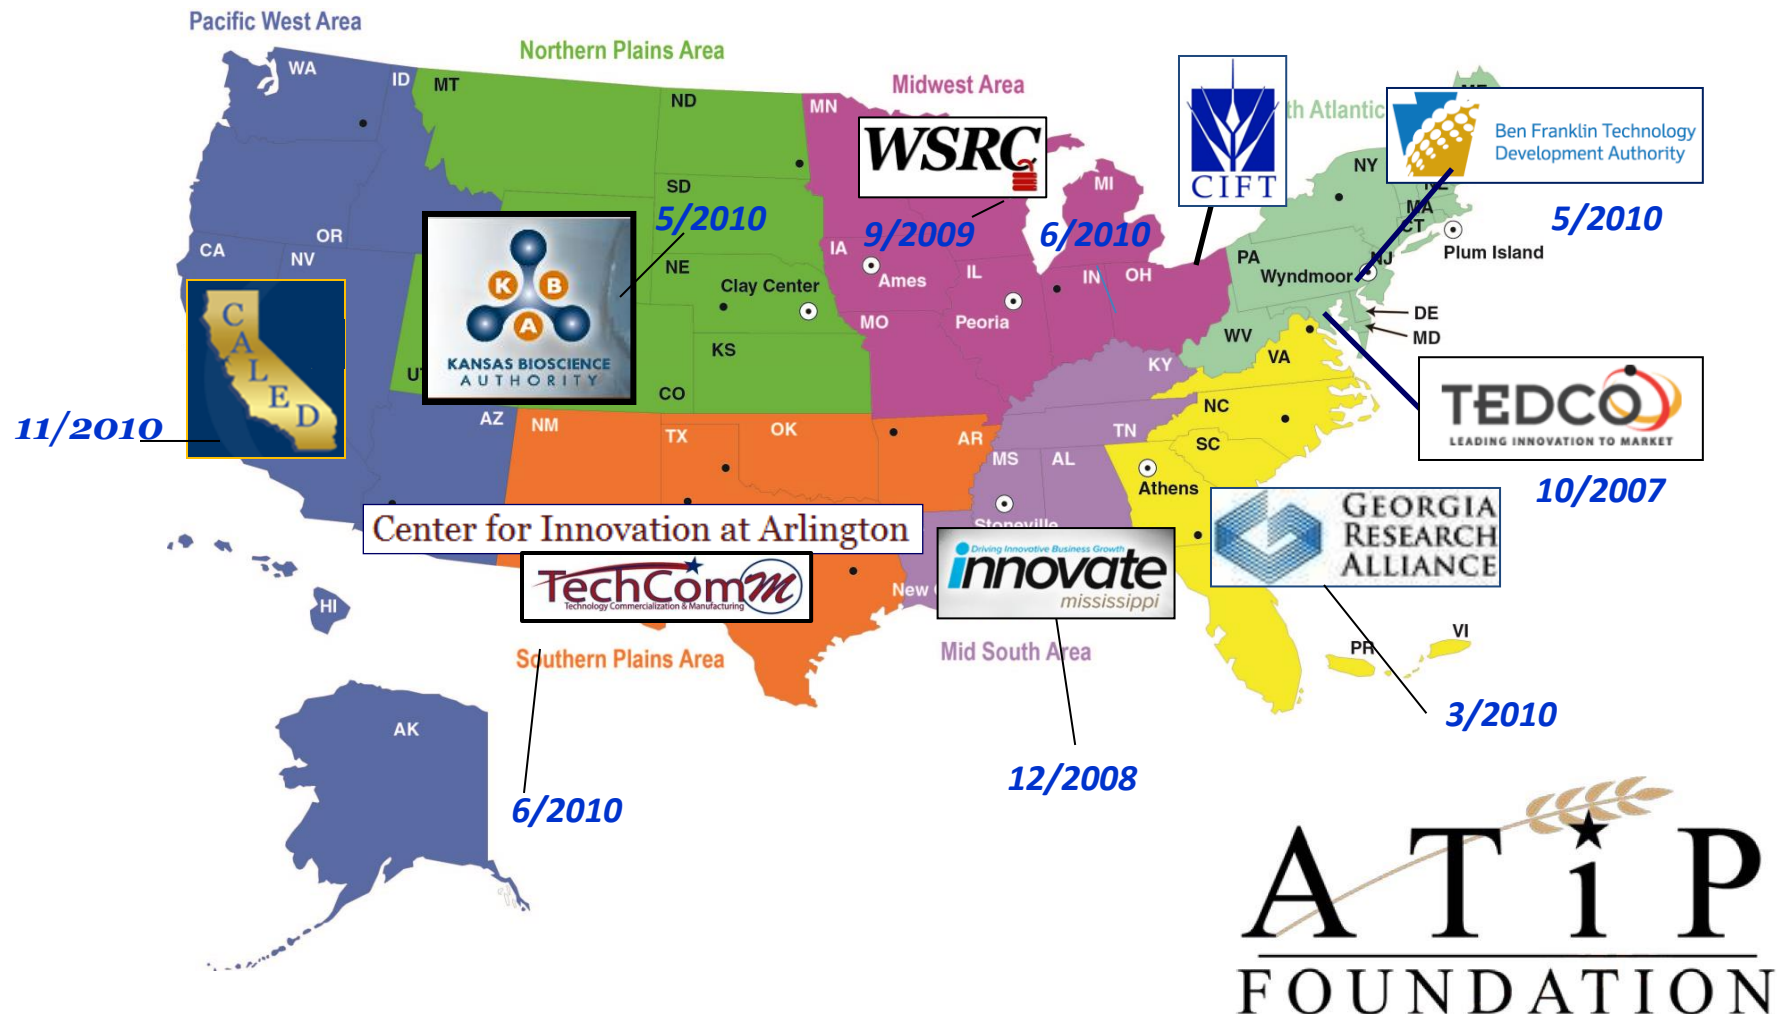 Pacific West Area
Northern Plains Area
Midwest Area
th Atlantic
WA
ID
MT
ND
MN
WSRC
CIFT
Ben Franklin Technology
Development Authority
NY
MI
SD
5/2010
9/2009
6/2010
5/2010
MA
CT
Plum Island
CA
OR
NV
NE
IA
Ames
IL
IN
OH
PA
Wyndmoor
NJ
Clay Center
K B
A
KANSAS BIOSCIENCE
AUTHORITY
CALED
MO
Peoria
DE
MD
WV
VA
KS
KY
CO
TEDCO
LEADING INNOVATION TO MARKET
11/2010
AZ
NM
TX
OK
AR
TN
NC
SC
MS
AL
Athens
10/2007
Center for Innovation at Arlington
Stoneville
GEORGIA
RESEARCH
ALLIANCE
Driving Innovative Business Growth
innovate
mississippi
TechComm
Technology Commercialization & Manufacturing
New
HI
PR
VI
Southern Plains Area
Mid South Area
3/2010
AK
12/2008
6/2010
ATiP
FOUNDATION